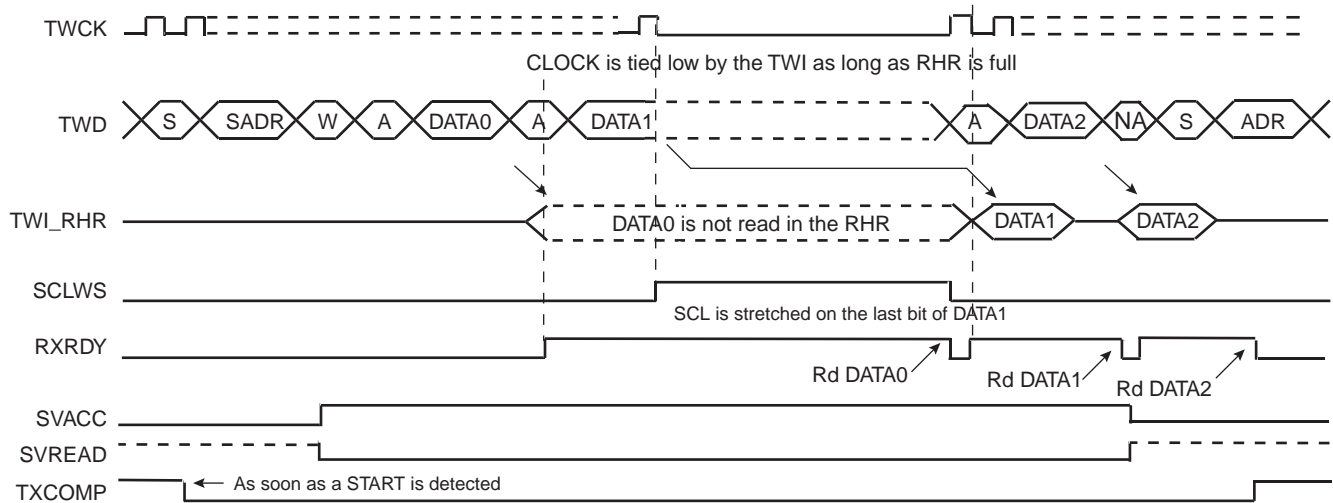 TWCK
CLOCK is tied low by the TWI as long as RHR is full
TWD S SADR W A DATA0 A DATA1 A DATA2 NA S ADR
TWI_RHR DATA0 is not read in the RHR DATA1 DATA2
SCLWS
SCL is stretched on the last bit of DATA1
RXRDY
Rd DATA0 Rd DATA1 Rd DATA2
SVACC
SVREAD
TXCOMP As soon as a START is detected